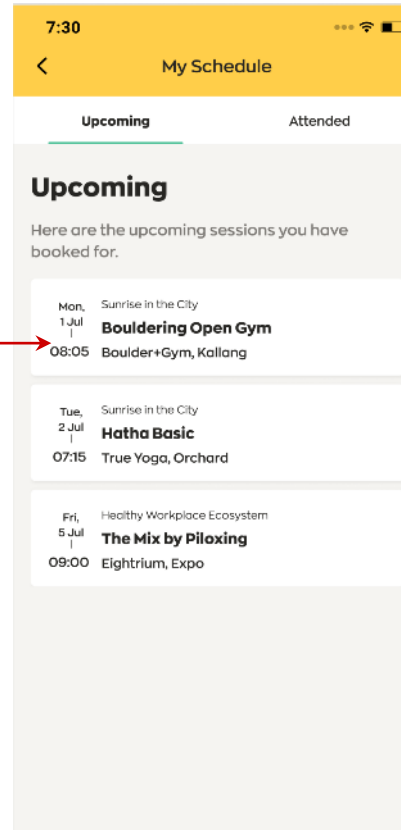 7:30
My Schedule
Upcoming
Attended
Upcoming
Here are the upcoming sessions you have
booked for.
Mon,
1 Jul
08:05
Sunrise in the City
Bouldering Open Gym
Boulder+Gym, Kallang
Tue,
2 Jul
07:15
Sunrise in the City
Hatha Basic
True Yoga, Orchard
Fri,
5 Jul
09:00
Healthy Workplace Ecosystem
The Mix by Piloxing
Eightrium, Expo